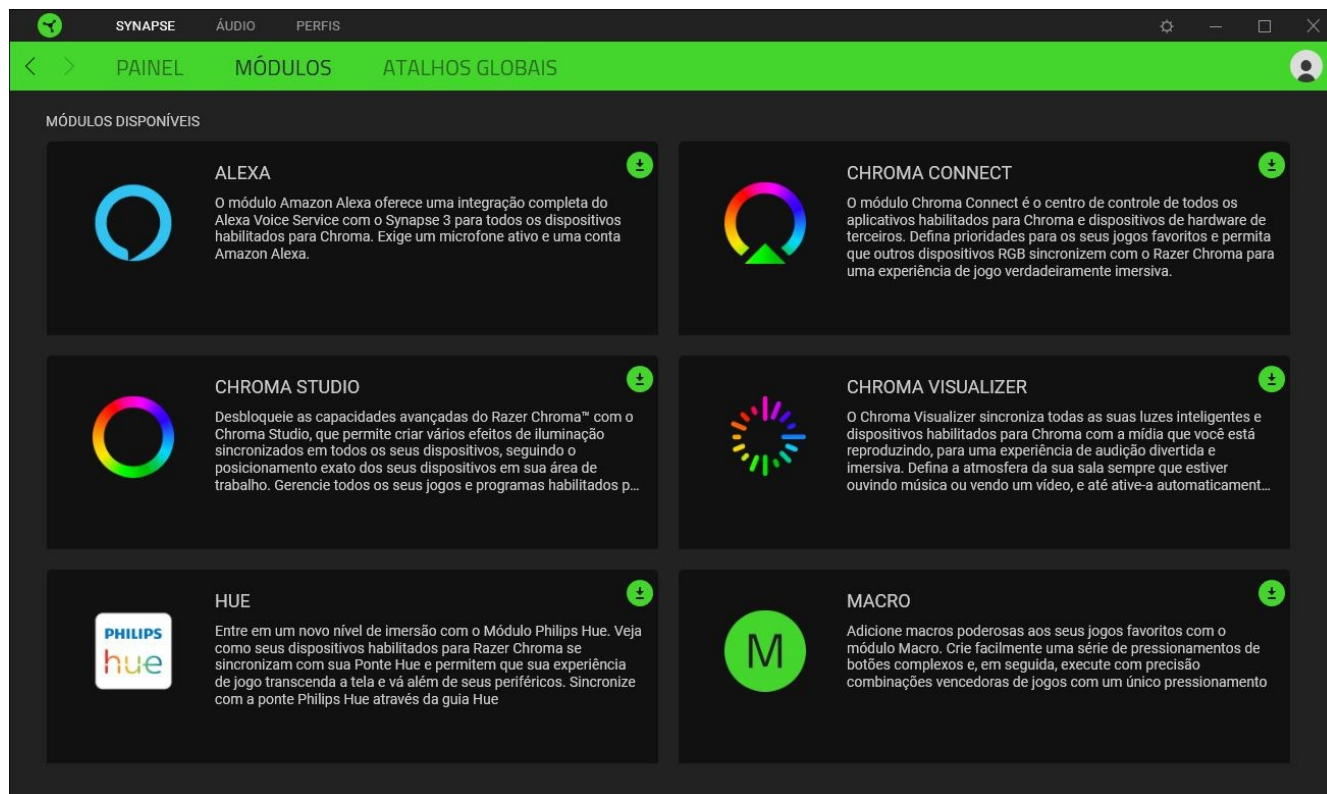 SYNAPSE ÁUDIO PERFIS
PAINEL MÓDULOS ATALHOS GLOBAIS
MÓDULOS DISPONÍVEIS
ALEXA
O módulo Amazon Alexa oferece uma integração completa do
Alexa Voice Service com o Synapse 3 para todos os dispositivos
habilitados para Chroma. Exige um microfone ativo e uma conta
Amazon Alexa.
CHROMA CONNECT
O módulo Chroma Connect é o centro de controle de todos os
aplicativos habilitados para Chroma e dispositivos de hardware de
terceiros. Defina prioridades para os seus jogos favoritos e permita
que outros dispositivos RGB sincronizem com o Razer Chroma para
uma experiência de jogo verdadeiramente imersiva.
CHROMA STUDIO
Desbloqueie as capacidades avançadas do Razer Chroma™ com o
Chroma Studio, que permite criar vários efeitos de iluminação
sincronizados em todos os seus dispositivos, seguindo o
posicionamento exato dos seus dispositivos em sua área de
trabalho. Gerencie todos os seus jogos e programas habilitados p...
CHROMA VISUALIZER
O Chroma Visualizer sincroniza todas as suas luzes inteligentes e
dispositivos habilitados para Chroma com a mídia que você está
reproduzindo, para uma experiência de audição divertida e
imersiva. Defina a atmosfera da sua sala sempre que estiver
ouvindo música ou vendo um vídeo, e até ative-a automaticament...
PHILIPS
hue
HUE
Entre em um novo nível de imersão com o Módulo Philips Hue. Veja
como seus dispositivos habilitados para Razer Chroma se
sincronizam com sua Ponte Hue e permitem que sua experiência
de jogo transcenda a tela e vá além de seus periféricos. Sincronize
com a ponte Philips Hue através da guia Hue
M
MACRO
Adicione macros poderosas aos seus jogos favoritos com o
módulo Macro. Crie facilmente uma série de pressionamentos de
botões complexos e, em seguida, execute com precisão
combinações vencedoras de jogos com um único pressionamento